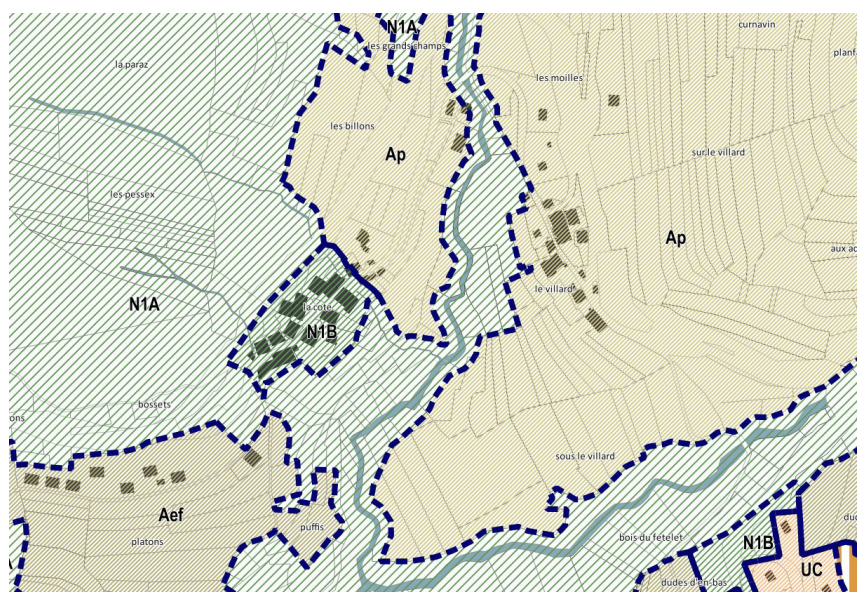 N1A
curnavin
les grands champs
planfa
la paraz
les moilles
les billons
Ap
sur le villard
les pessex
Ap
aux ac
N1A
le villard
la cote
N1B
bossets
ons
sous le villard
Aef
puffis
bois du fetelet
platons
N1B
dud
UC
dudes d'en-bas